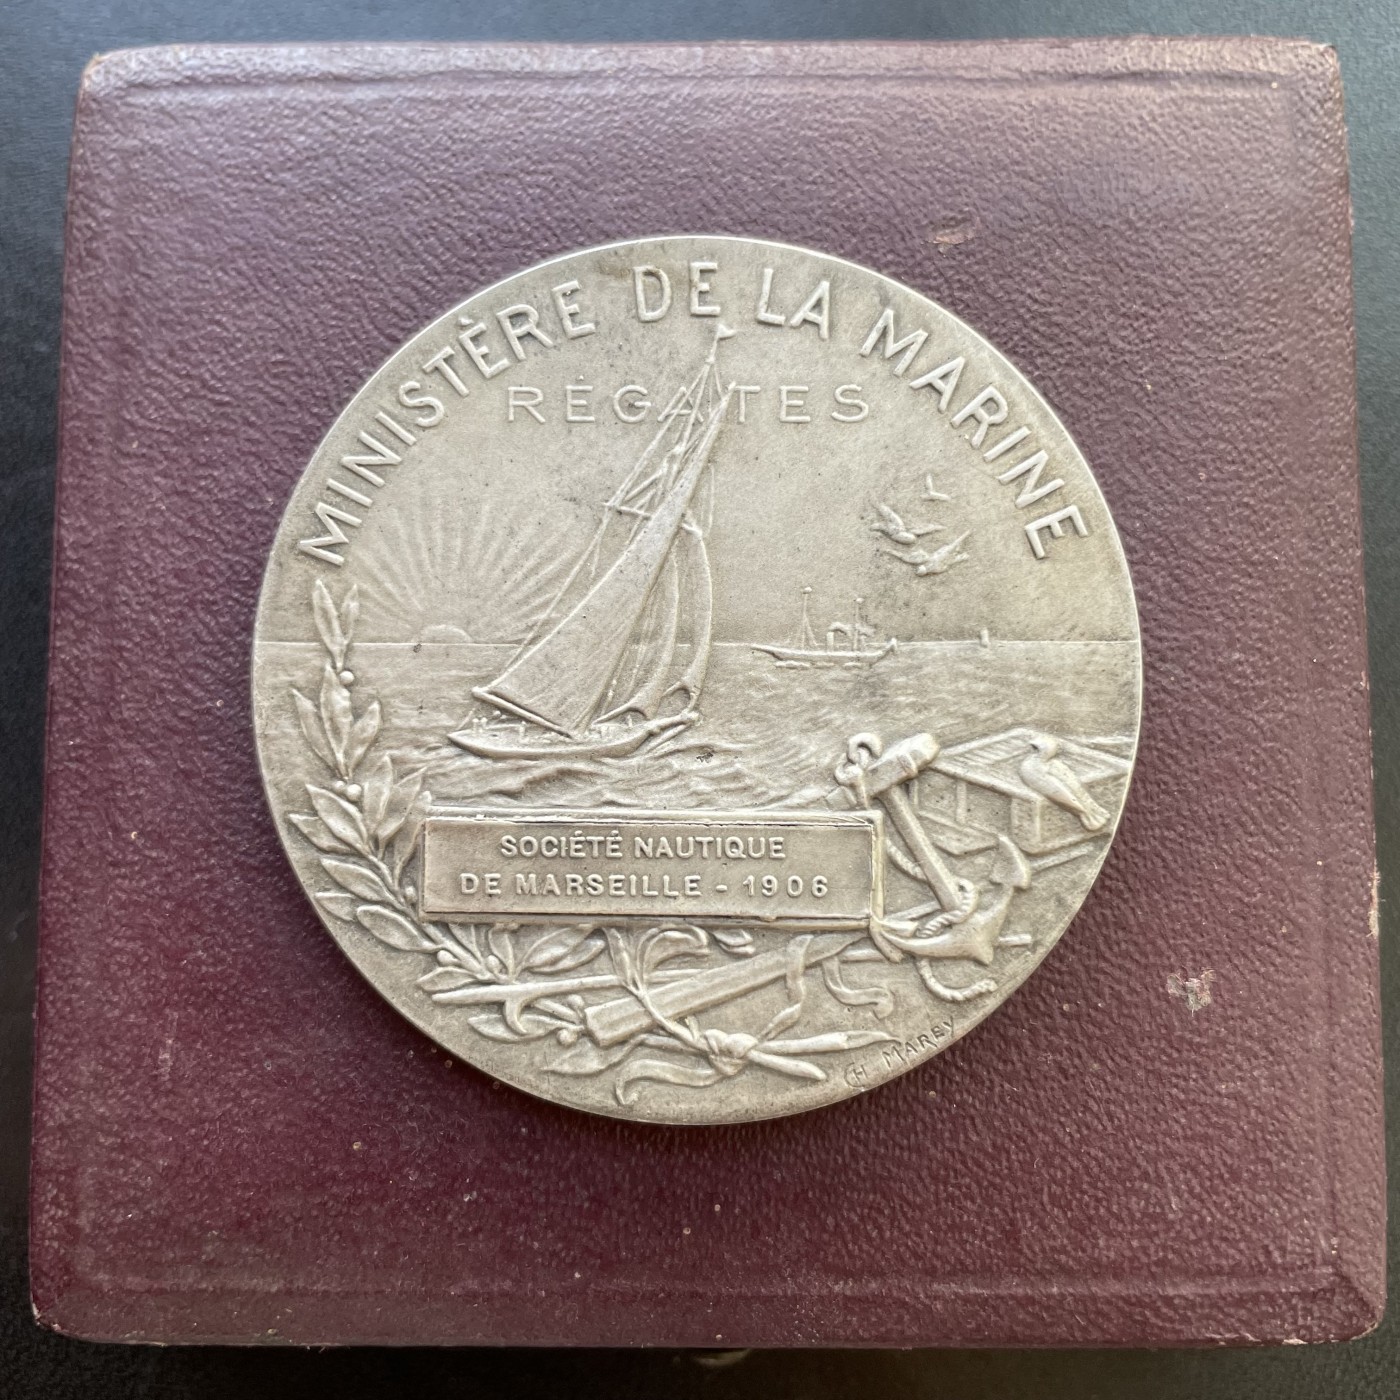 MINISTÈRE DE LA MARINE
RÉGATES
SOCIÉTÉ NAUTIQUE
DE MARSEILLE - 1906
CH MAREY